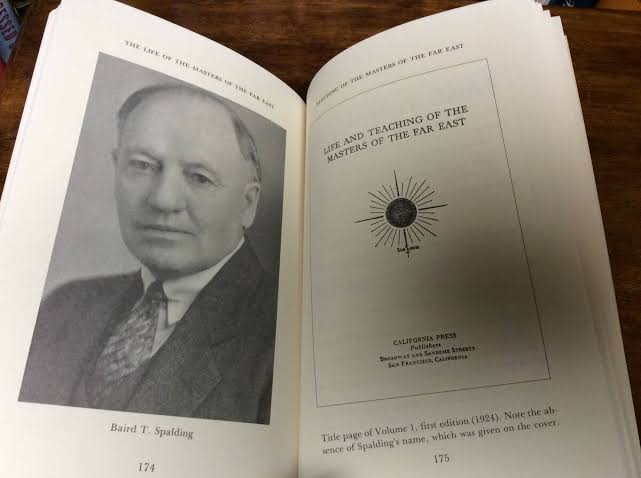 THE LIFE OF THE MASTERS OF THE FAR EAST
Baird T. Spalding
174
TEACHING OF THE MASTERS OF THE FAR EAST
LIFE AND TEACHING OF THE
MASTERS OF THE FAR EAST
CALIFORNIA PRESS
Publishers
BROADWAY AND SANSOME STREETS
SAN FRANCISCO, CALIFORNIA
Title page of Volume 1, first edition (1924). Note the ab-
sence of Spalding's name, which was given on the cover.
175